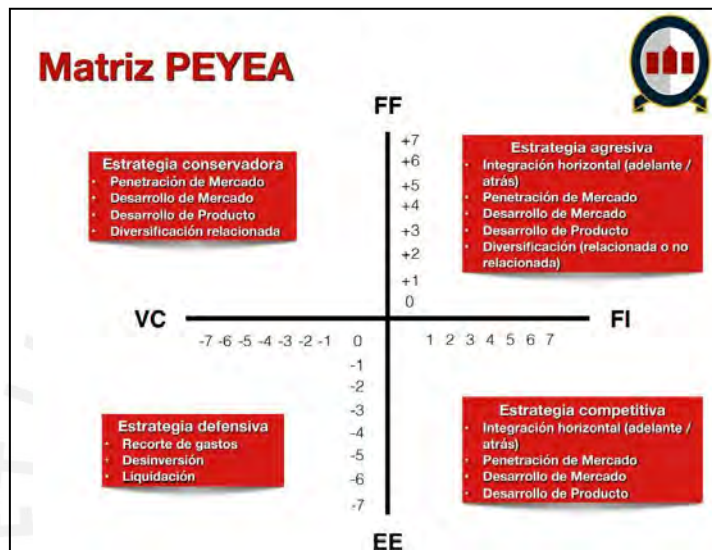 Matriz PEYEA
FF
Estrategia conservadora
• Penetración de Mercado
• Desarrollo de Mercado
• Desarrollo de Producto
• Diversificación relacionada
+7
+6
+5
+4
+3
+2
+1
0
Estrategia agresiva
• Integración horizontal (adelante /
atrás)
• Penetración de Mercado
• Desarrollo de Mercado
• Desarrollo de Producto
• Diversificación (relacionada o no
relacionada)
VC
FI
-7 -6 -5 -4 -3 -2 -1 0 1 2 3 4 5 6 7
-1
-2
-3
-4
-5
-6
-7
Estrategia defensiva
• Recorte de gastos
• Desinversión
• Liquidación
Estrategia competitiva
• Integración horizontal (adelante /
atrás)
• Penetración de Mercado
• Desarrollo de Mercado
• Desarrollo de Producto
EE